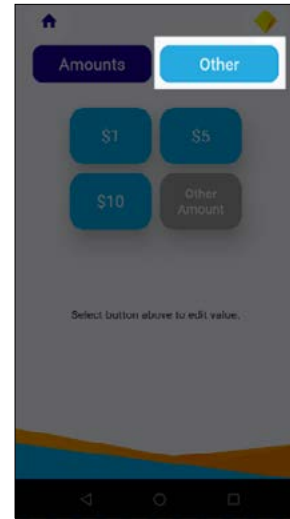 Amounts Other
$1 $5
$10 Other
Amount
Select button above to edit value.